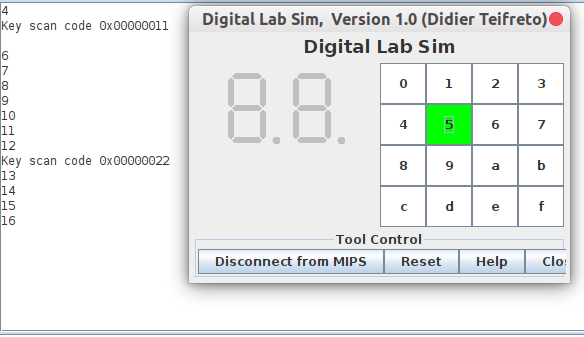 4
Key scan code 0x00000011
6
7
8
9
10
11
12
Key scan code 0x00000022
13
14
15
16
Digital Lab Sim, Version 1.0 (Didier Teifreto)
Digital Lab Sim
8.8.
0 1 2 3
4 5 6 7
8 9 a b
c d e f
Tool Control
Disconnect from MIPS Reset Help Clo